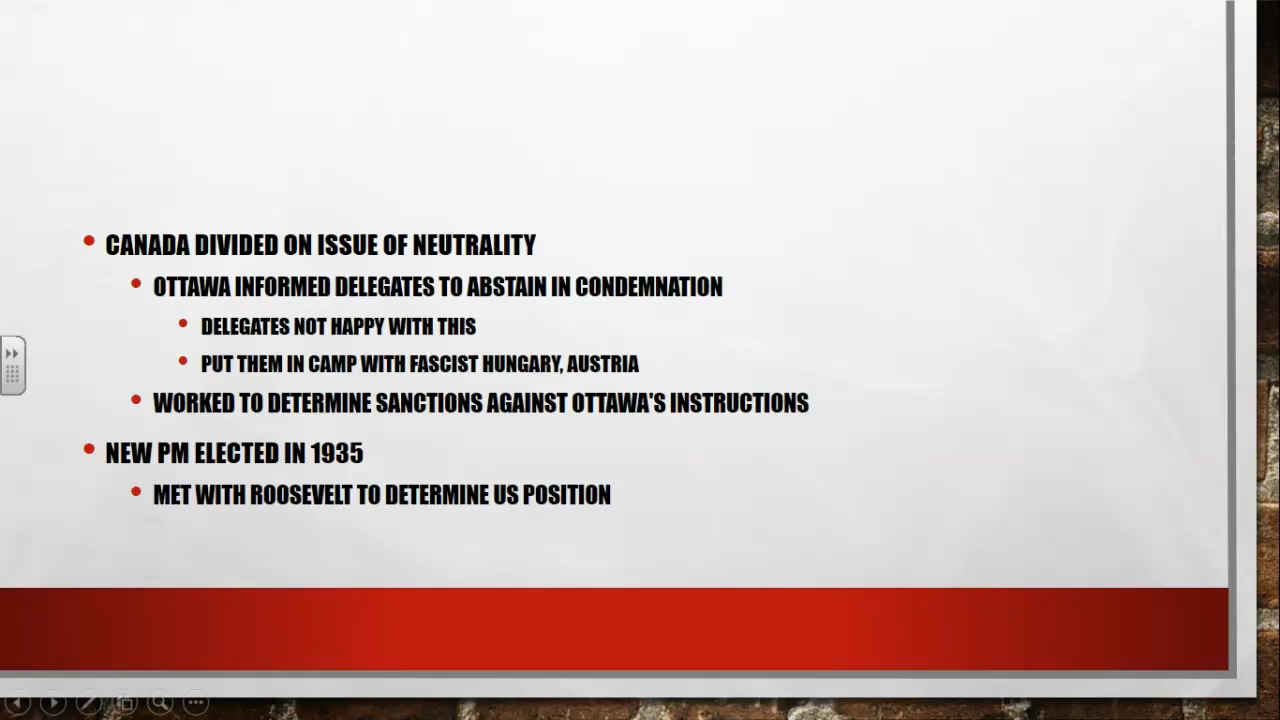 CANADA DIVIDED ON ISSUE OF NEUTRALITY
OTTAWA INFORMED DELEGATES TO ABSTAIN IN CONDEMNATION
DELEGATES NOT HAPPY WITH THIS
PUT THEM IN CAMP WITH FASCIST HUNGARY, AUSTRIA
WORKED TO DETERMINE SANCTIONS AGAINST OTTAWA'S INSTRUCTIONS
NEW PM ELECTED IN 1935
MET WITH ROOSEVELT TO DETERMINE US POSITION